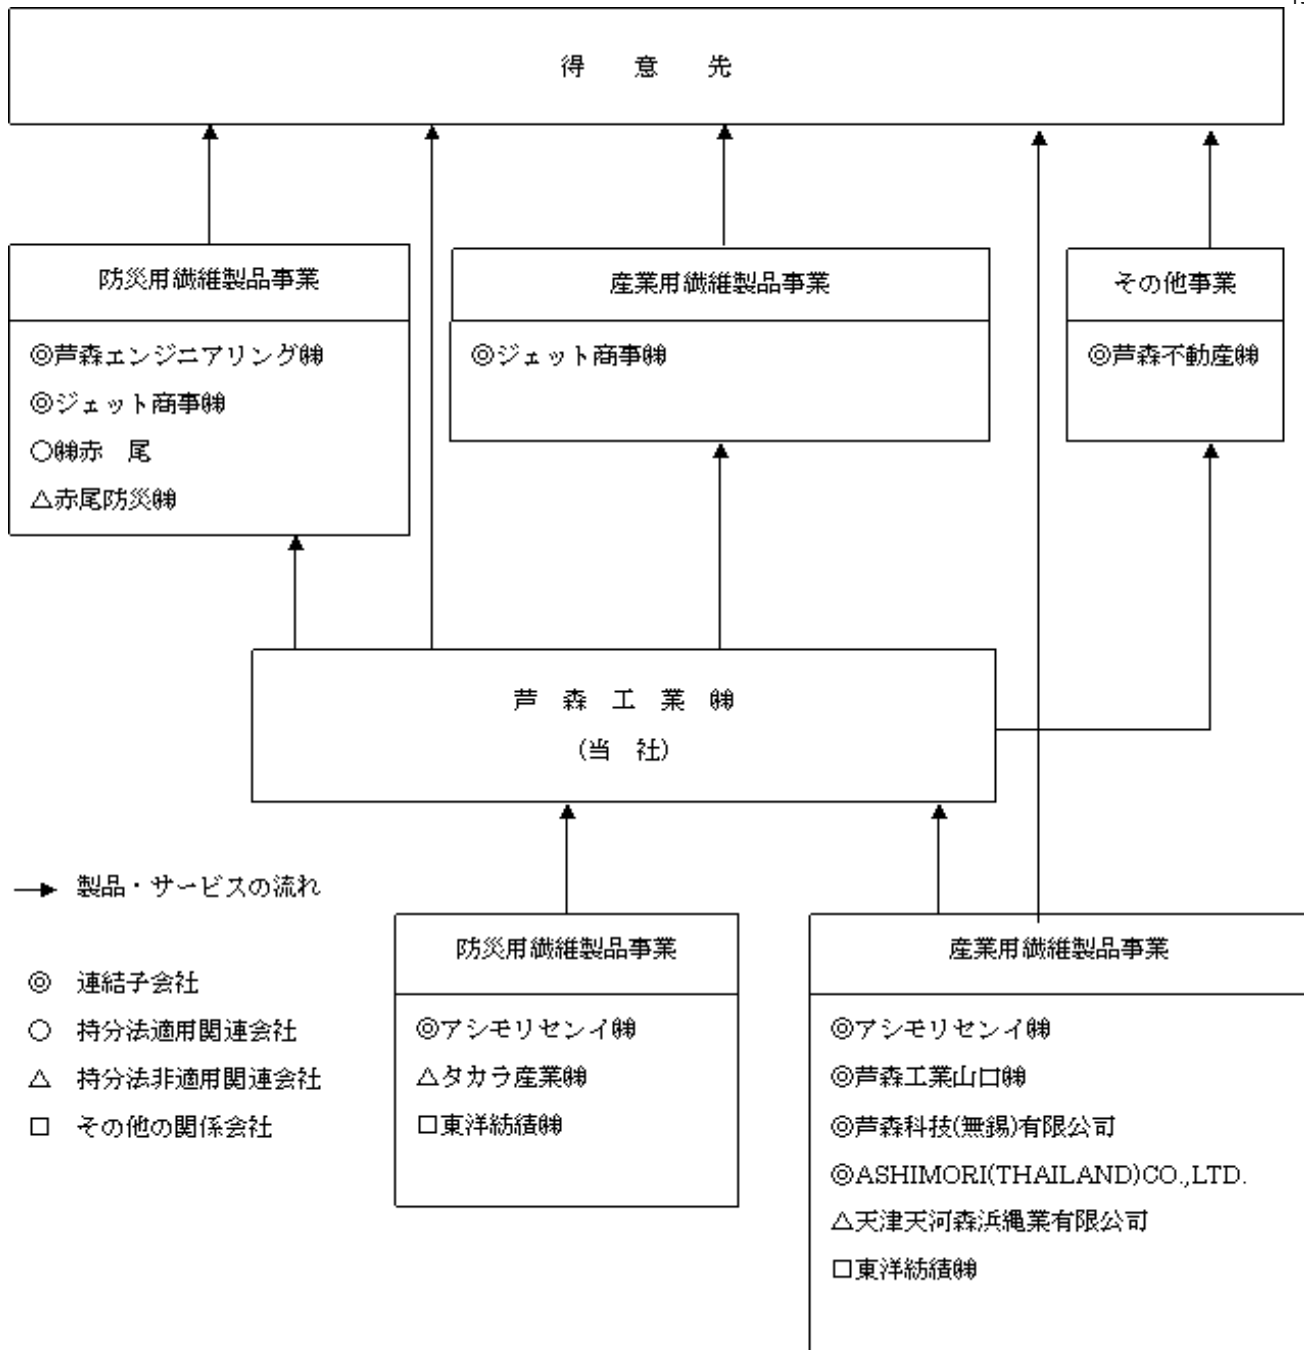 得　意　先
防災用繊維製品事業
◎芦森エンジニアリング㈱
◎ジェット商事㈱
○㈱赤　尾
△赤尾防災㈱
産業用繊維製品事業
◎ジェット商事㈱
その他事業
◎芦森不動産㈱
芦　森　工　業　㈱
(当　社)
製品・サービスの流れ
◎　連結子会社
○　持分法適用関連会社
△　持分法非適用関連会社
□　その他の関係会社
防災用繊維製品事業
◎アシモリセンイ㈱
△タカラ産業㈱
□東洋紡績㈱
産業用繊維製品事業
◎アシモリセンイ㈱
◎芦森工業山口㈱
◎芦森科技(無錫)有限公司
◎ASHIMORI(THAILAND)CO.,LTD.
△天津天河森浜縄業有限公司
□東洋紡績㈱